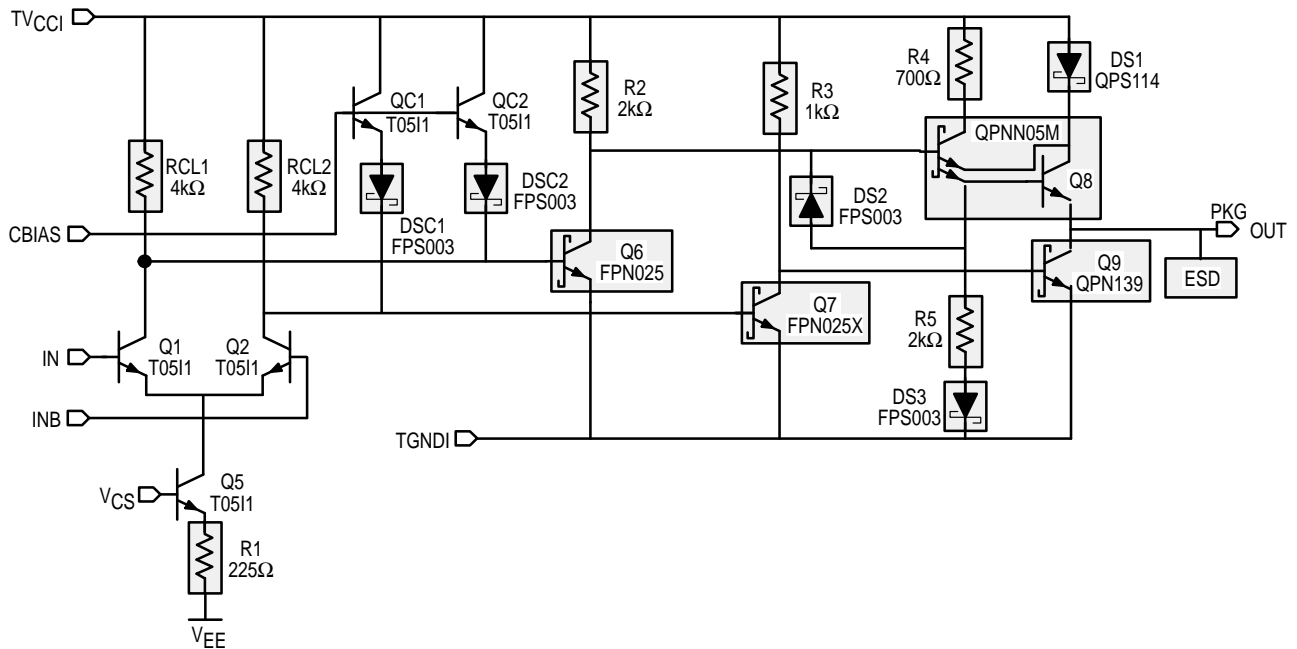 TVCCI
R4
700Ω
DS1
QPS114
R2
2kΩ
R3
1kΩ
QC1
T05I1
QC2
T05I1
QPNN05M
RCL1
4kΩ
RCL2
4kΩ
DSC2
FPS003
DS2
FPS003
Q8
DSC1
FPS003
CBIAS
PKG
OUT
Q6
FPN025
Q9
QPN139
ESD
Q7
FPN025X
R5
2kΩ
IN
Q1
T05I1
Q2
T05I1
DS3
FPS003
INB
TGNDI
VCS
Q5
T05I1
R1
225Ω
VEE